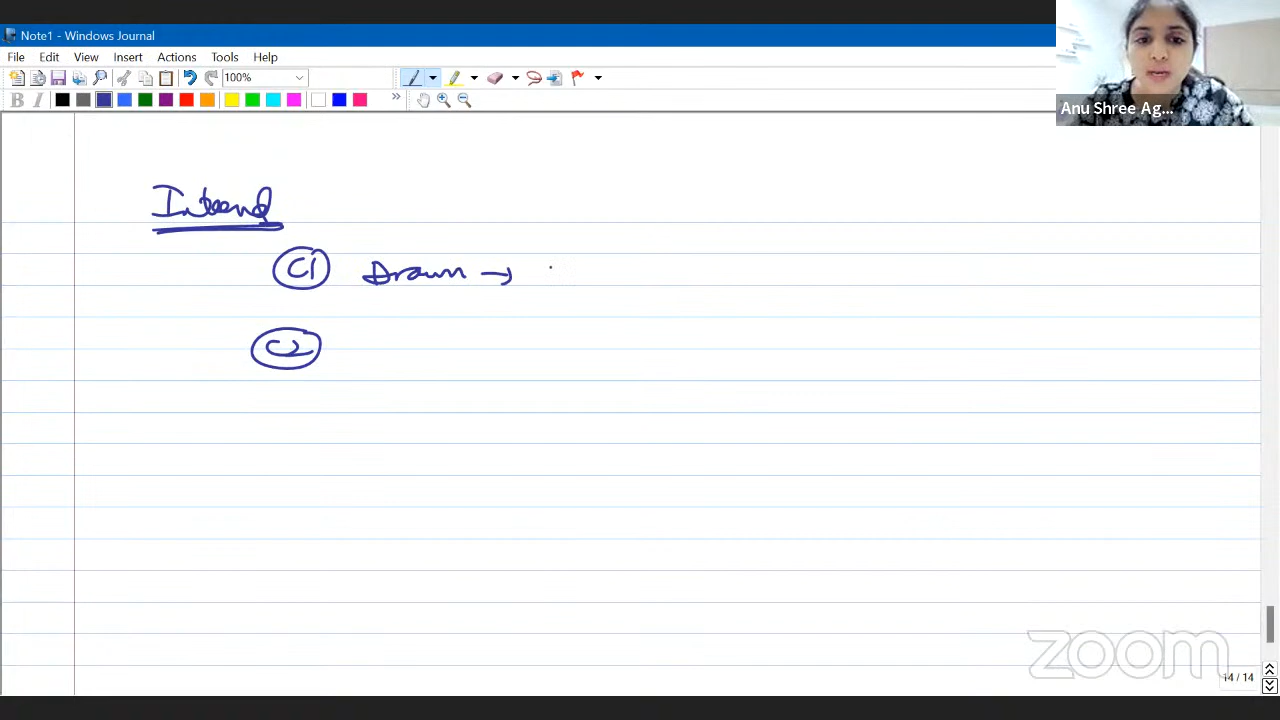 Note1 - Windows Journal
File Edit View Insert Actions Tools Help
100%
B I
Anu Shree Ag...
C1 Drawn →
C2
zoom
14 / 14